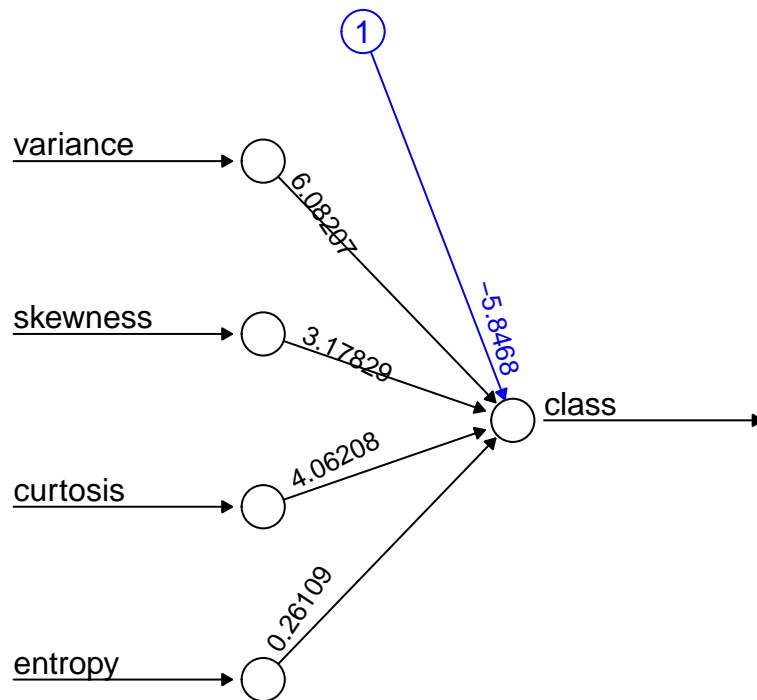 1
variance
6.08207
skewness
3.17829
−5.8468
class
curtosis
4.06208
entropy
0.26109